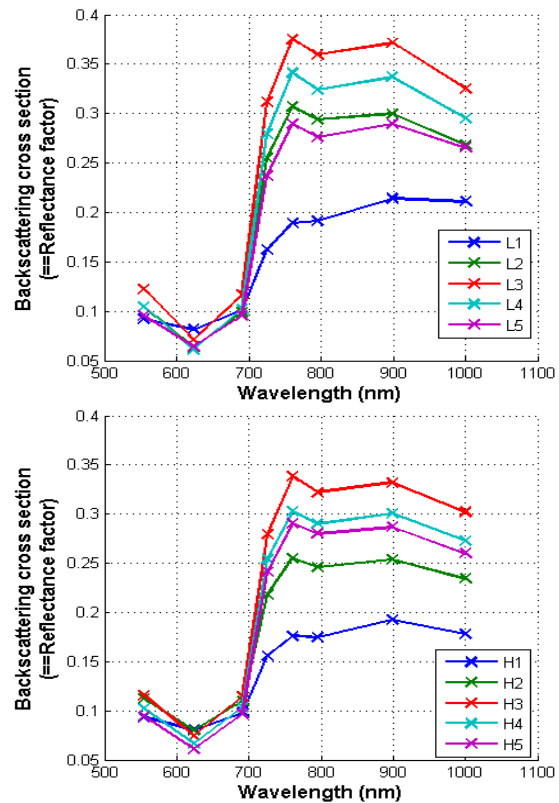 0.4
0.35
0.3
0.25
0.2
0.15
0.1
0.05
Backscattering cross section
(==Reflectance factor)
L1
L2
L3
L4
L5
500 600 700 800 900 1000 1100
Wavelength (nm)
0.4
0.35
0.3
0.25
0.2
0.15
0.1
0.05
Backscattering cross section
(==Reflectance factor)
H1
H2
H3
H4
H5
500 600 700 800 900 1000 1100
Wavelength (nm)